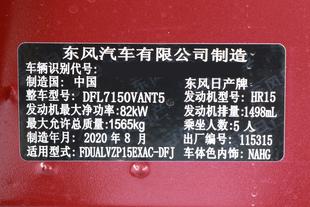 东风汽车有限公司制造
车辆识别代号:
制造国: 中国 东风日产牌
整车型号: DFL7150VANT5 发动机型号: HR15
发动机最大净功率: 82kW 发动机排量: 1498mL
最大允许总质量: 1565kg 乘坐人数: 5 人
制造年月: 2020 年 8 月 出厂编号: 115315
适用型式: FDUALVZP15EXAC-DFJ 车体色内饰: NAHG